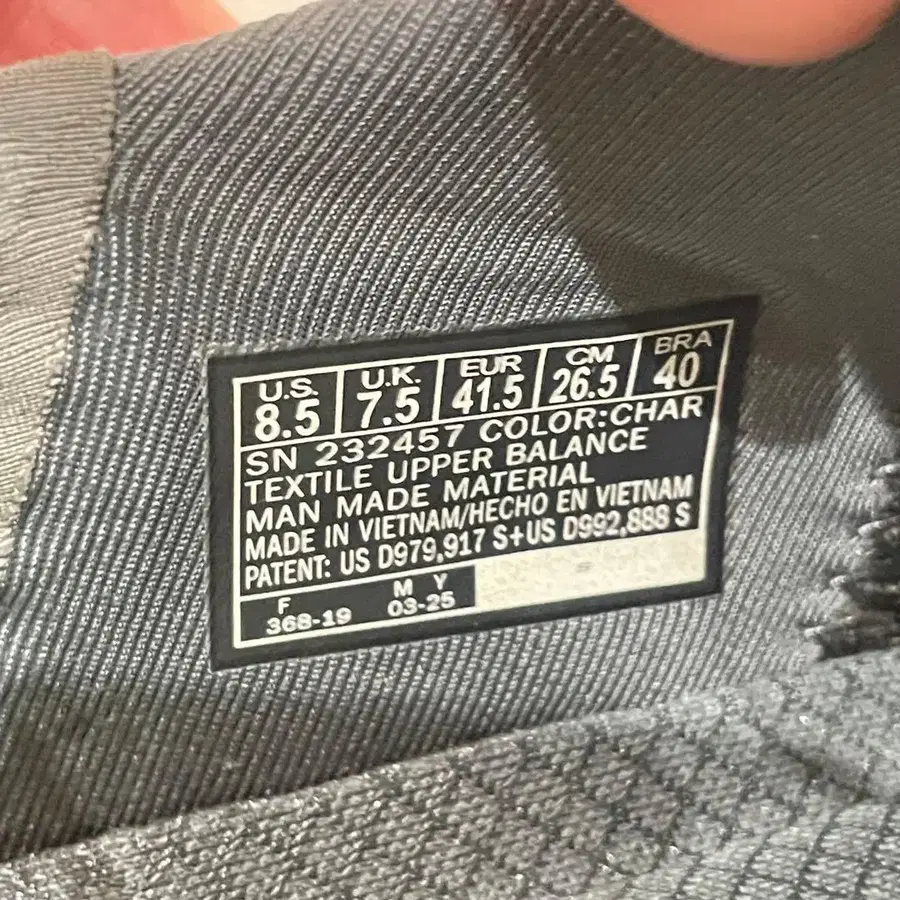 U.S. U.K. EUR CM BRA
8.5 7.5 41.5 26.5 40
SN 232457 COLOR:CHAR
TEXTILE UPPER BALANCE
MAN MADE MATERIAL
MADE IN VIETNAM/HECHO EN VIETNAM
PATENT: US D979,917 S+US D992,888 S
F M Y
368-19 03-25